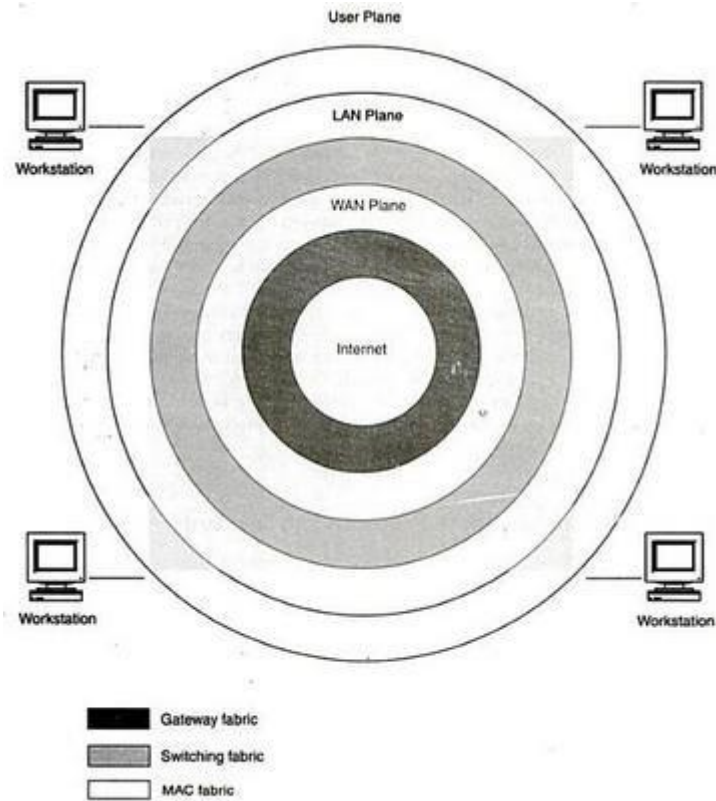 User Plane
LAN Plane
Workstation
Workstation
WAN Plane
Internet
Workstation
Workstation
Gateway fabric
Switching fabric
MAC fabric